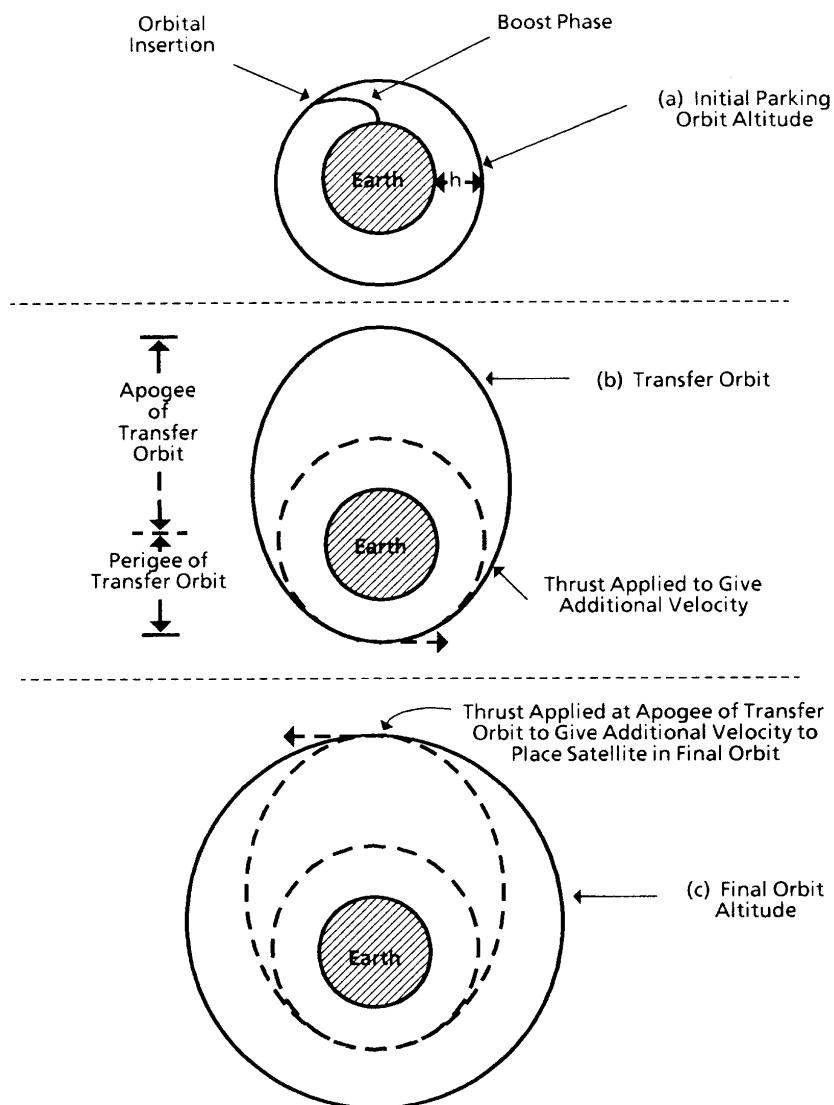 Orbital
Insertion
Boost Phase
(a) Initial Parking
Orbit Altitude
Earth
h
Apogee
of
Transfer
Orbit
Perigee of
Transfer Orbit
(b) Transfer Orbit
Earth
Thrust Applied to Give
Additional Velocity
Thrust Applied at Apogee of Transfer
Orbit to Give Additional Velocity to
Place Satellite in Final Orbit
(c) Final Orbit
Altitude
Earth